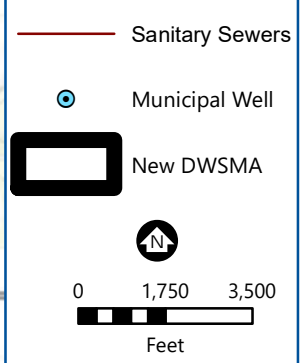 Sanitary Sewers
Municipal Well
New DWSMA
N
0 1,750 3,500
Feet